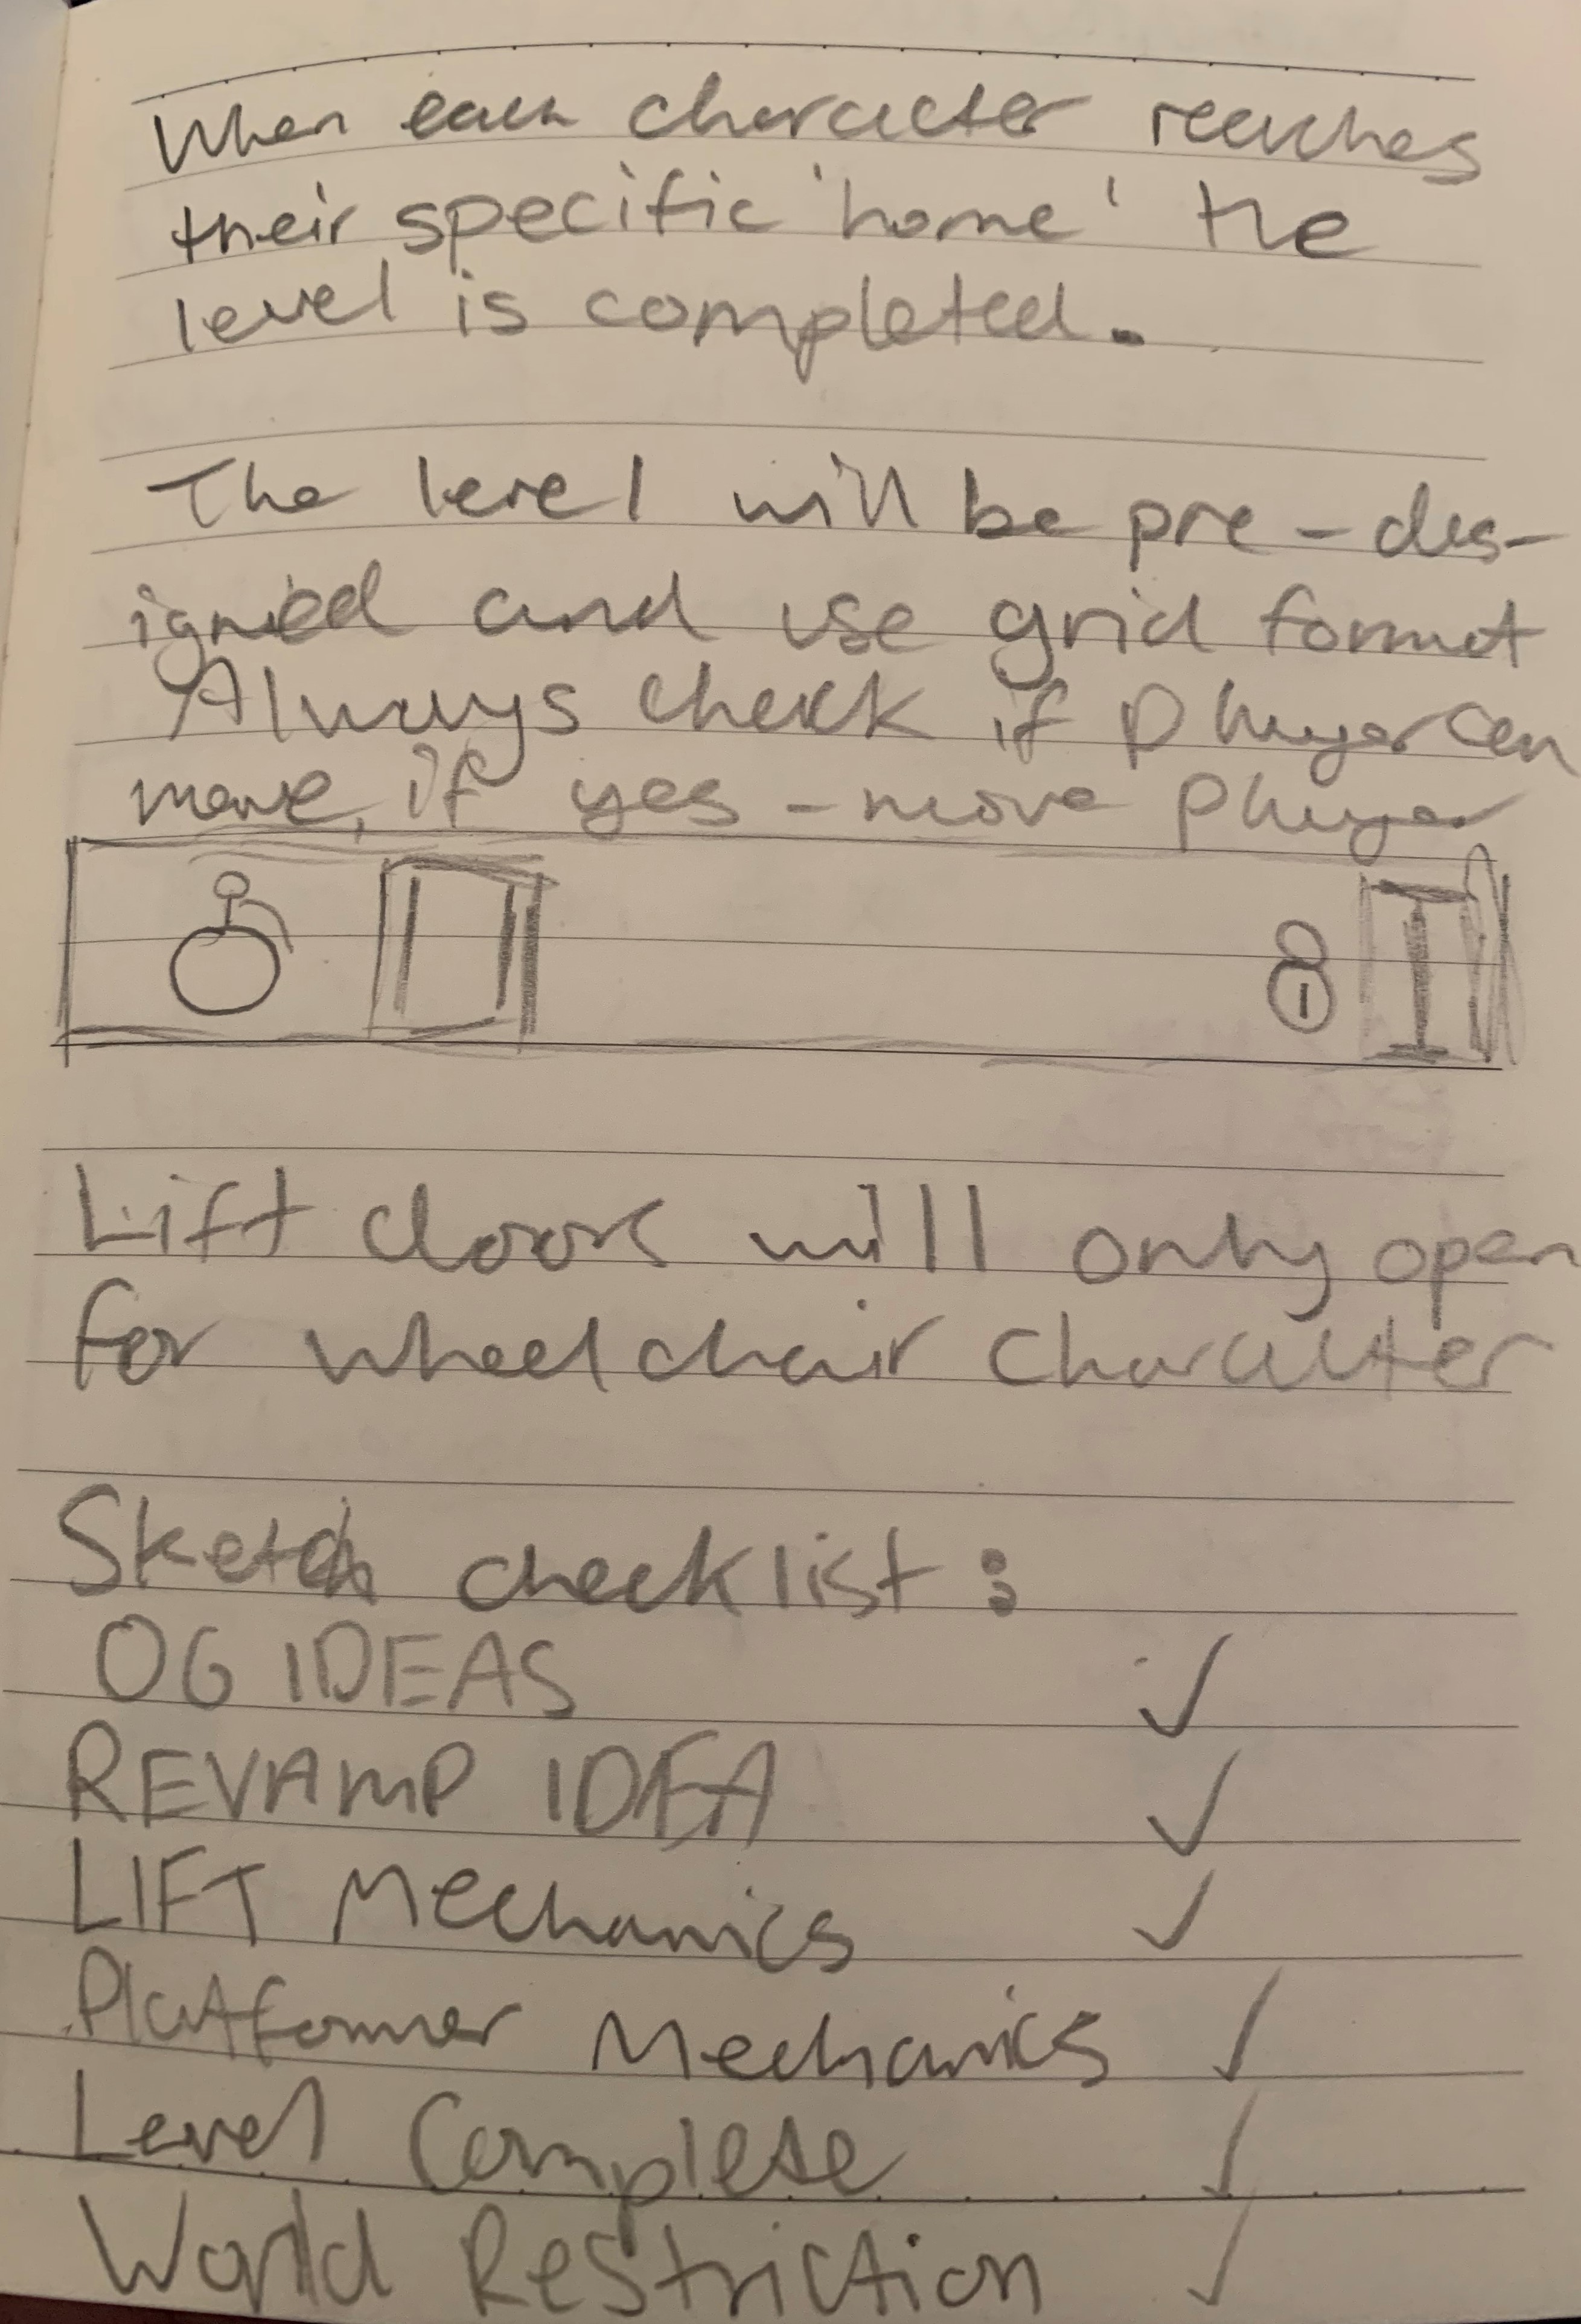 When each character reaches
their specific 'home' the
level is completed.
The level will be pre-des-
igned and use grid format
Always check if player can
move, if yes - move player
Lift doors will only open
for wheelchair character
Sketch checklist:
OG IDEAS ✓
REVAMP IDEA ✓
LIFT Mechanics ✓
Platformer Mechanics ✓
Level Complete ✓
World Restriction ✓